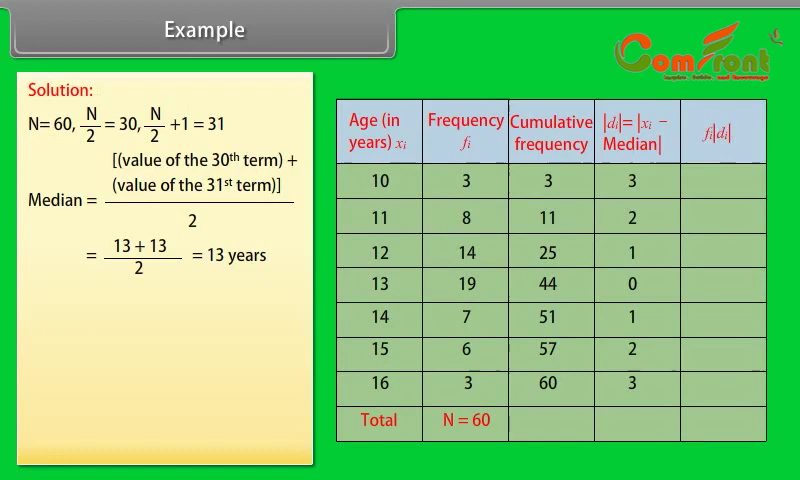 Example
ComFront
Solution:
N= 60, N/2 = 30, N/2 +1 = 31
[(value of the 30th term) +
(value of the 31st term)]
Median =
2
= 13 + 13 / 2 = 13 years
Age (in years) xi Frequency fi Cumulative frequency |di|= |xi − Median| fi|di|
10 3 3 3
11 8 11 2
12 14 25 1
13 19 44 0
14 7 51 1
15 6 57 2
16 3 60 3
Total N = 60